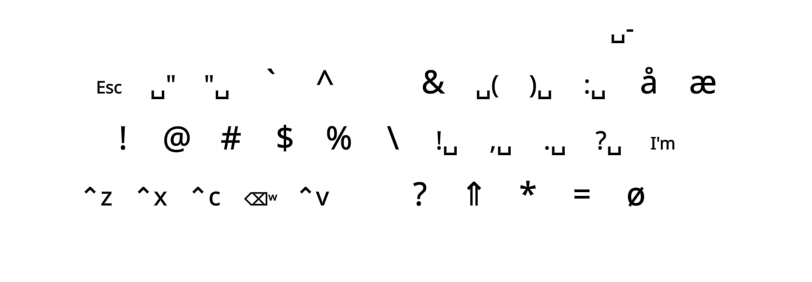 ␣-
Esc ␣" "␣ ` ^ & ␣( )␣ :␣ å æ
! @ # $ % \ !␣ ,␣ .␣ ?␣ I'm
^z ^x ^c ⌫w ^v ? ⇑ * = ø